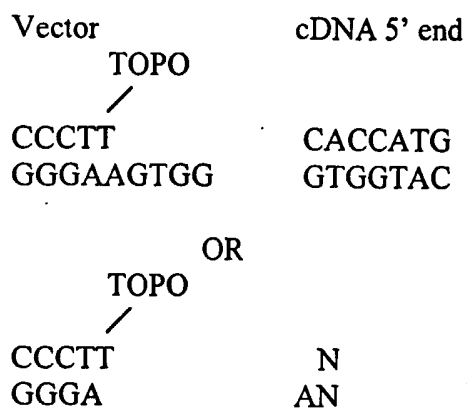 Vector cDNA 5' end
TOPO
CCCTT CACCATG
GGGAAGTGG GTGGTAC
OR
TOPO
CCCTT N
GGGA AN